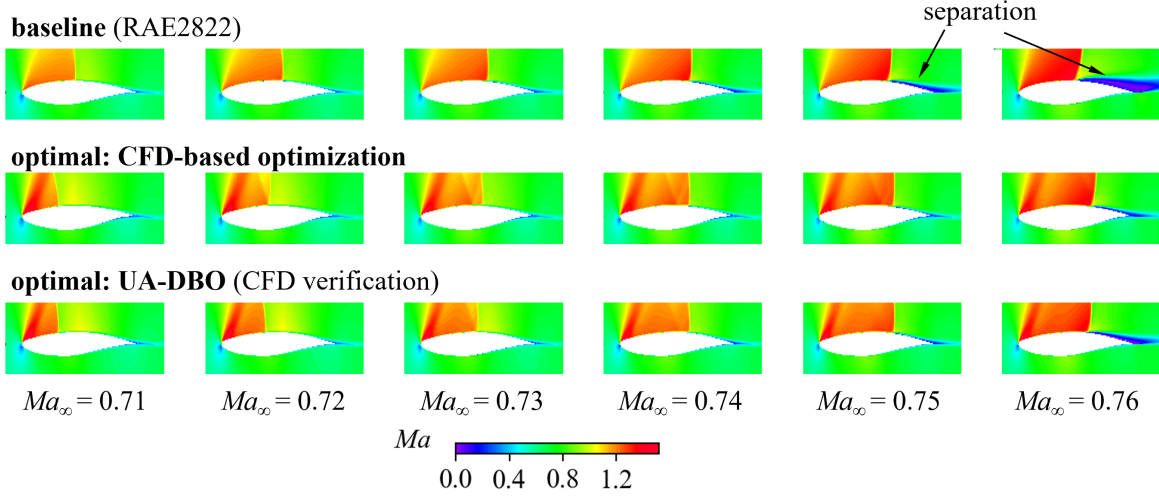 separation
baseline (RAE2822)
optimal: CFD-based optimization
optimal: UA-DBO (CFD verification)
Ma∞ = 0.71 Ma∞ = 0.72 Ma∞ = 0.73 Ma∞ = 0.74 Ma∞ = 0.75 Ma∞ = 0.76
Ma
0.0 0.4 0.8 1.2